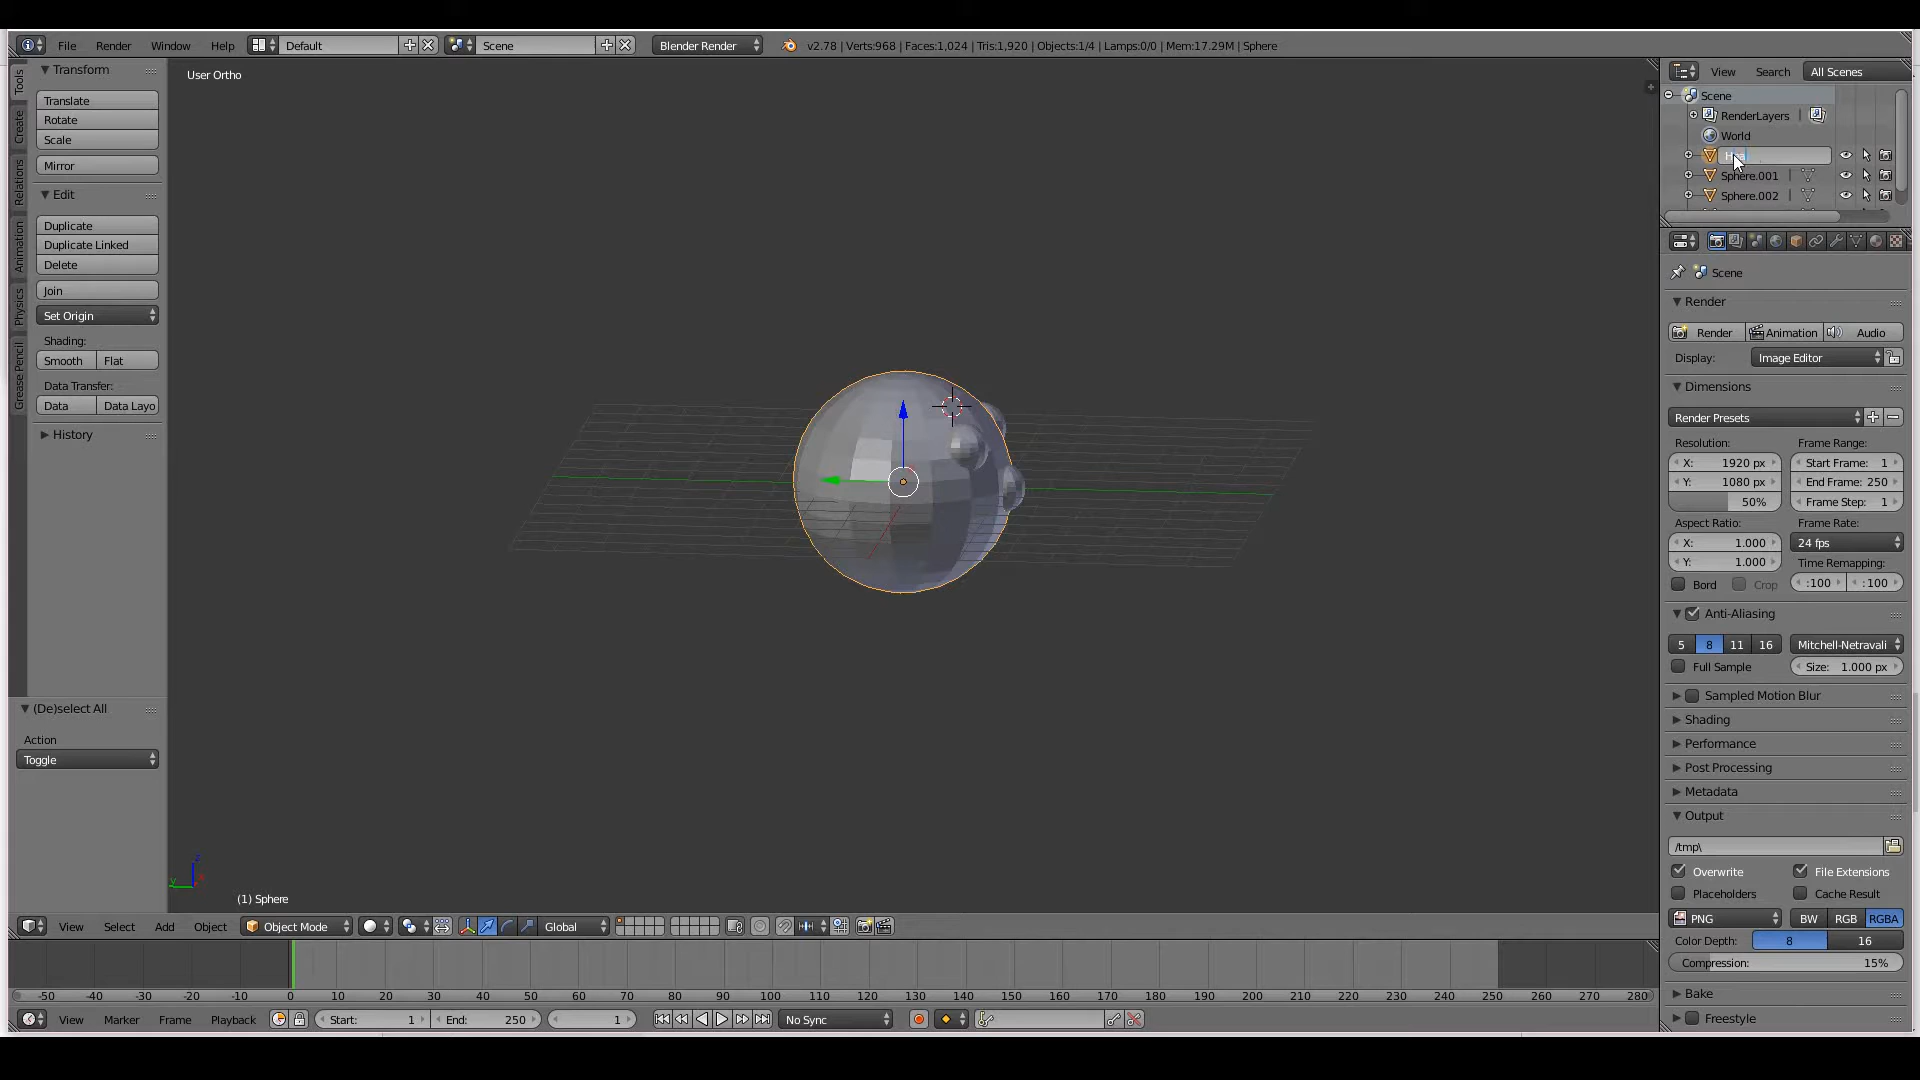 File Render Window Help Default Scene Blender Render v2.78 | Verts:968 | Faces:1,024 | Tris:1,920 | Objects:1/4 | Lamps:0/0 | Mem:17.29M | Sphere
Tools
Create
Relations
Animation
Physics
Grease Pencil
Transform
Translate
Rotate
Scale
Mirror
Edit
Duplicate
Duplicate Linked
Delete
Join
Set Origin
Shading:
Smooth Flat
Data Transfer:
Data Data Layo
History
(De)select All
Action
Toggle
User Ortho
z
y
(1) Sphere
View Select Add Object Object Mode Global
-50 -40 -30 -20 -10 0 10 20 30 40 50 60 70 80 90 100 110 120 130 140 150 160 170 180 190 200 210 220 230 240 250 260 270 280
View Marker Frame Playback Start: 1 End: 250 1 No Sync
View Search All Scenes
Scene
RenderLayers |
World
Sphere.001 |
Sphere.002 |
Scene
Render
Render Animation Audio
Display: Image Editor
Dimensions
Render Presets
Resolution: Frame Range:
X: 1920 px Start Frame: 1
Y: 1080 px End Frame: 250
50% Frame Step: 1
Aspect Ratio: Frame Rate:
X: 1.000 24 fps
Y: 1.000 Time Remapping:
Bord Crop :100 :100
Anti-Aliasing
5 8 11 16 Mitchell-Netravali
Full Sample Size: 1.000 px
Sampled Motion Blur
Shading
Performance
Post Processing
Metadata
Output
/tmp\
Overwrite File Extensions
Placeholders Cache Result
PNG BW RGB RGBA
Color Depth: 8 16
Compression: 15%
Bake
Freestyle